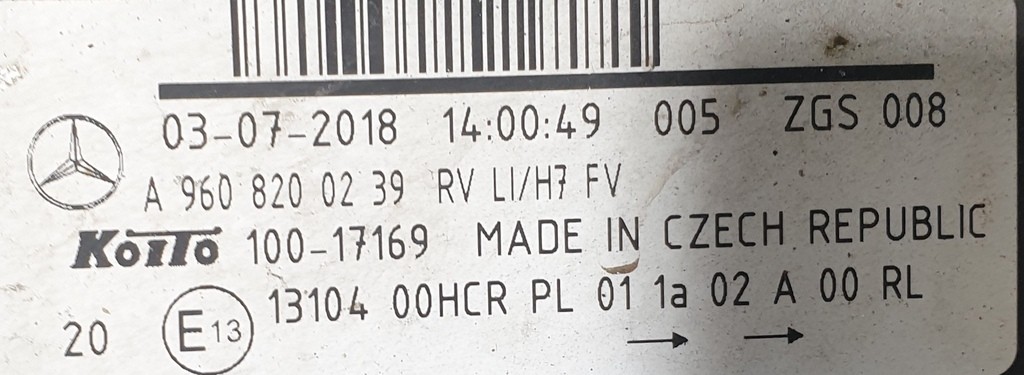 03-07-2018 14:00:49 005 ZGS 008
A 960 820 02 39 RV LI/H7 FV
KOITO 100-17169 MADE IN CZECH REPUBLIC
20 E13 13104 00HCR PL 01 1a 02 A 00 RL